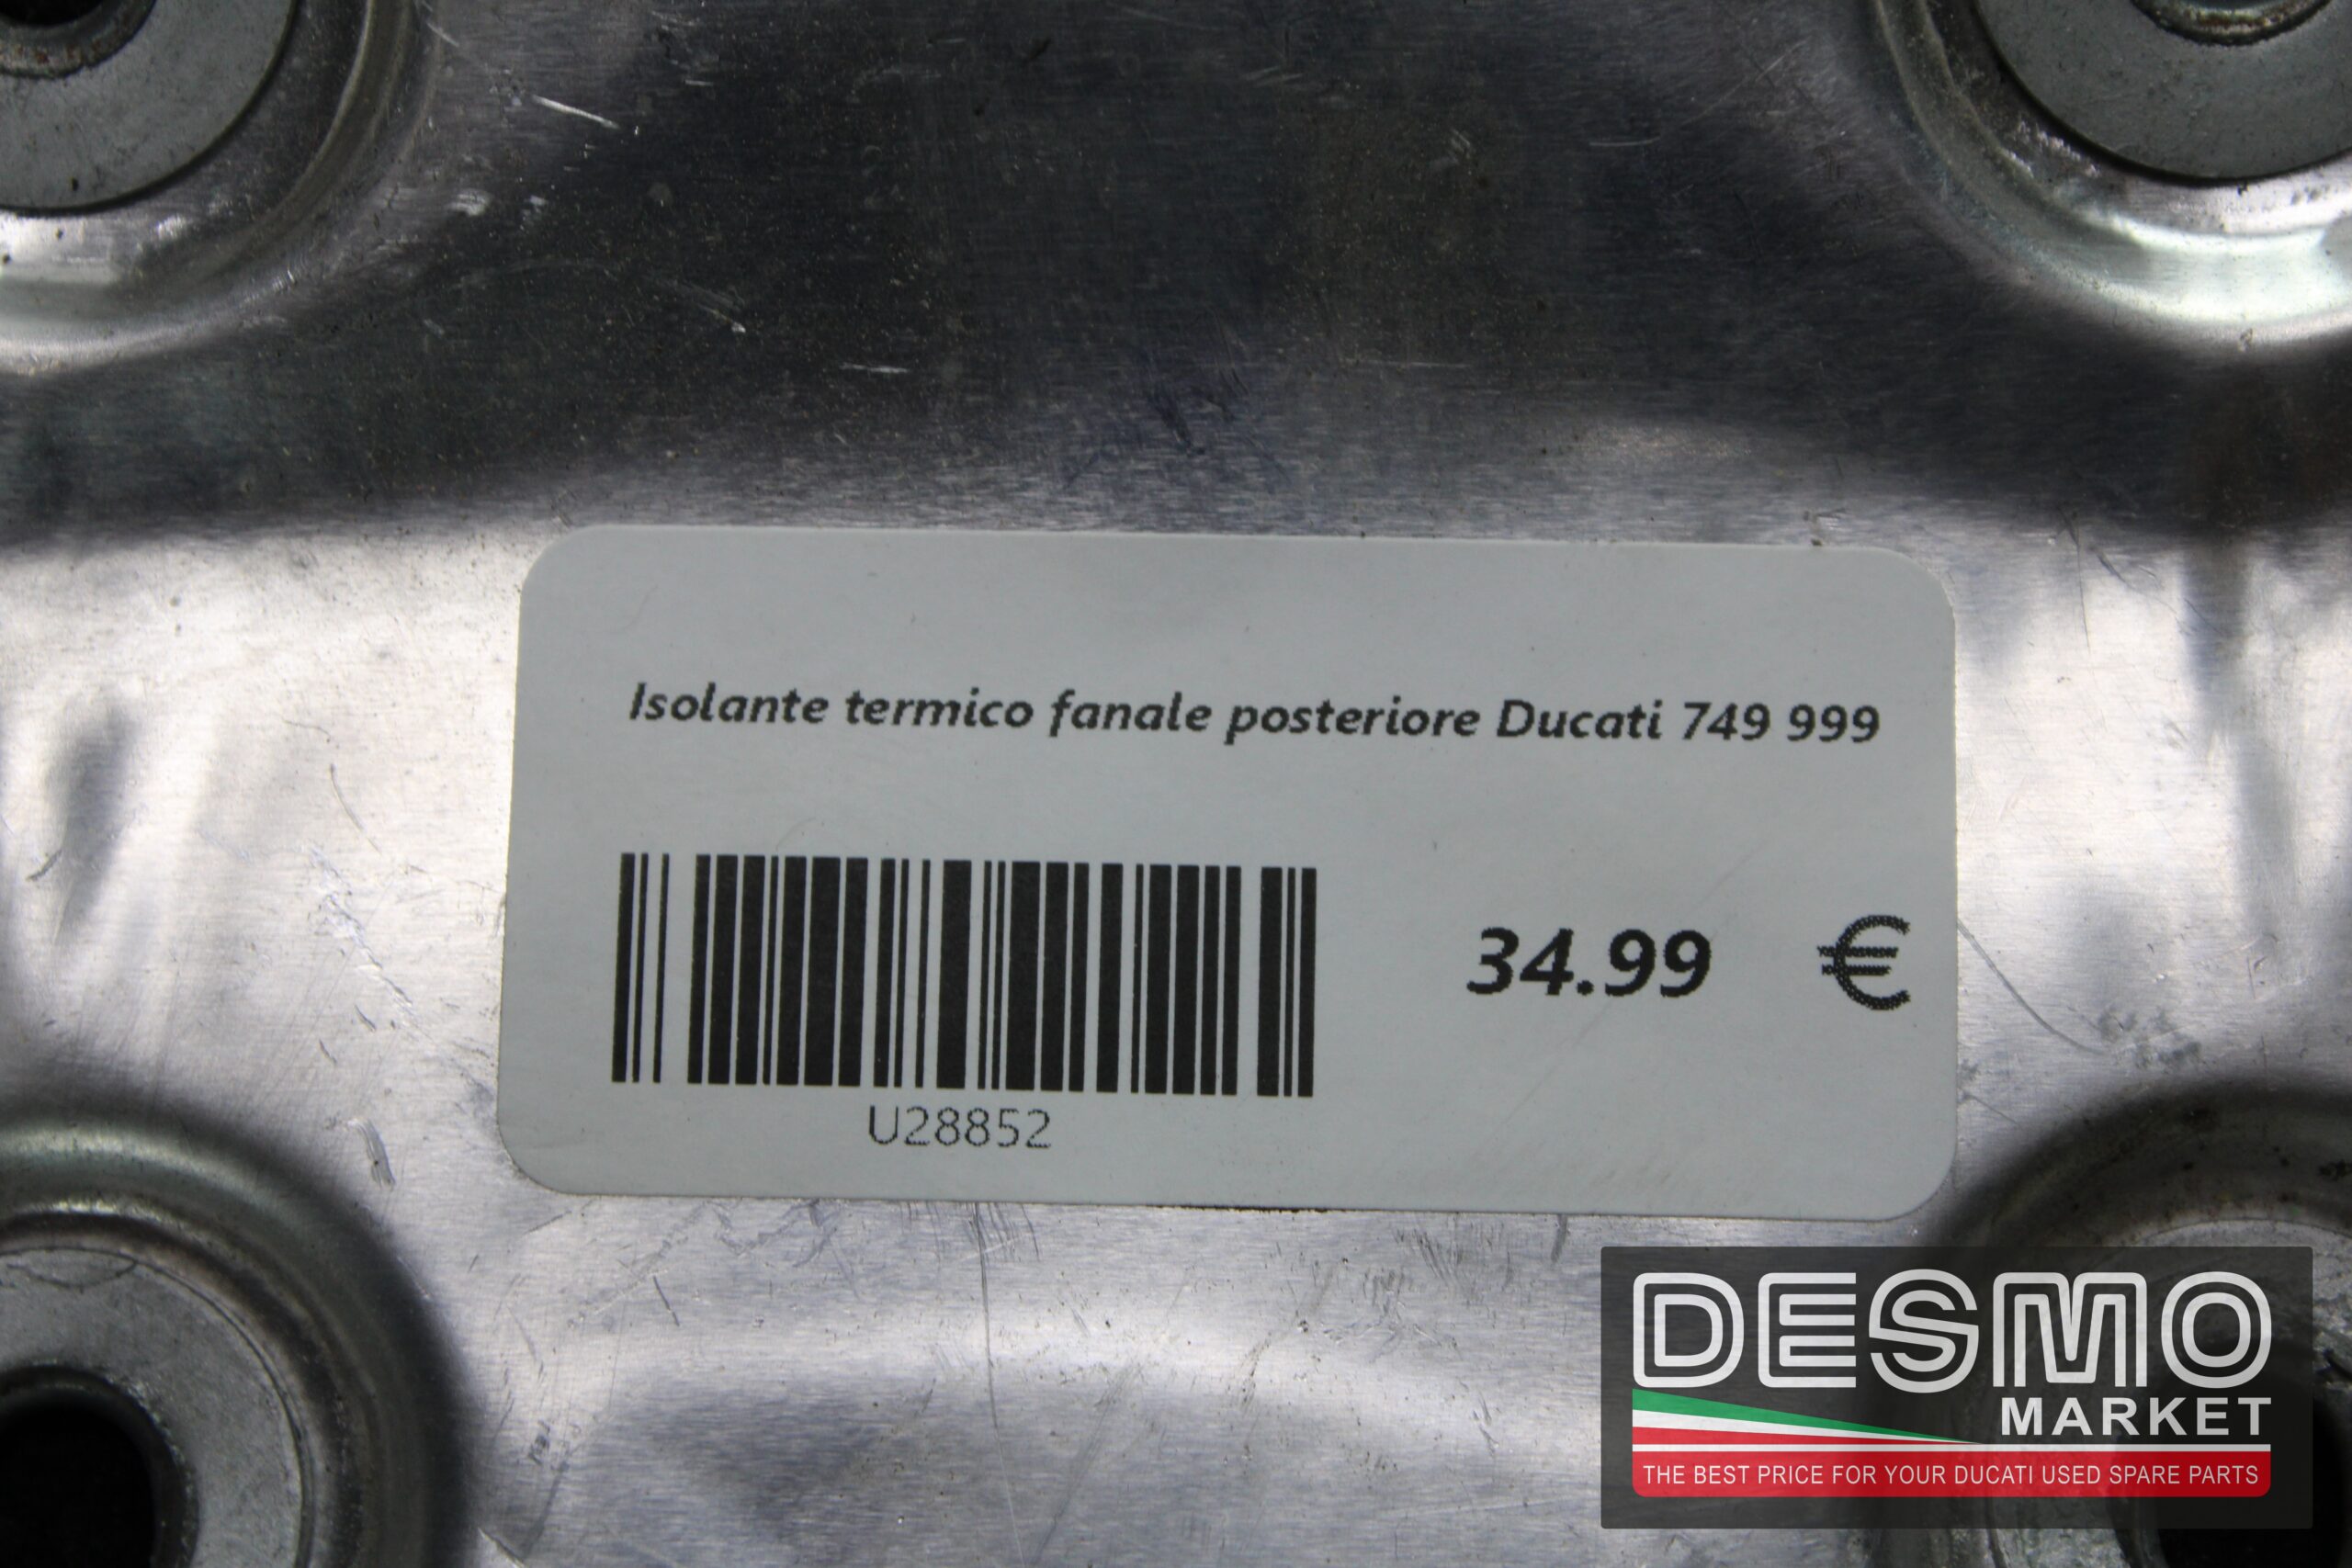 Isolante termico fanale posteriore Ducati 749 999
34.99 €
U28852
DESMO
MARKET
THE BEST PRICE FOR YOUR DUCATI USED SPARE PARTS